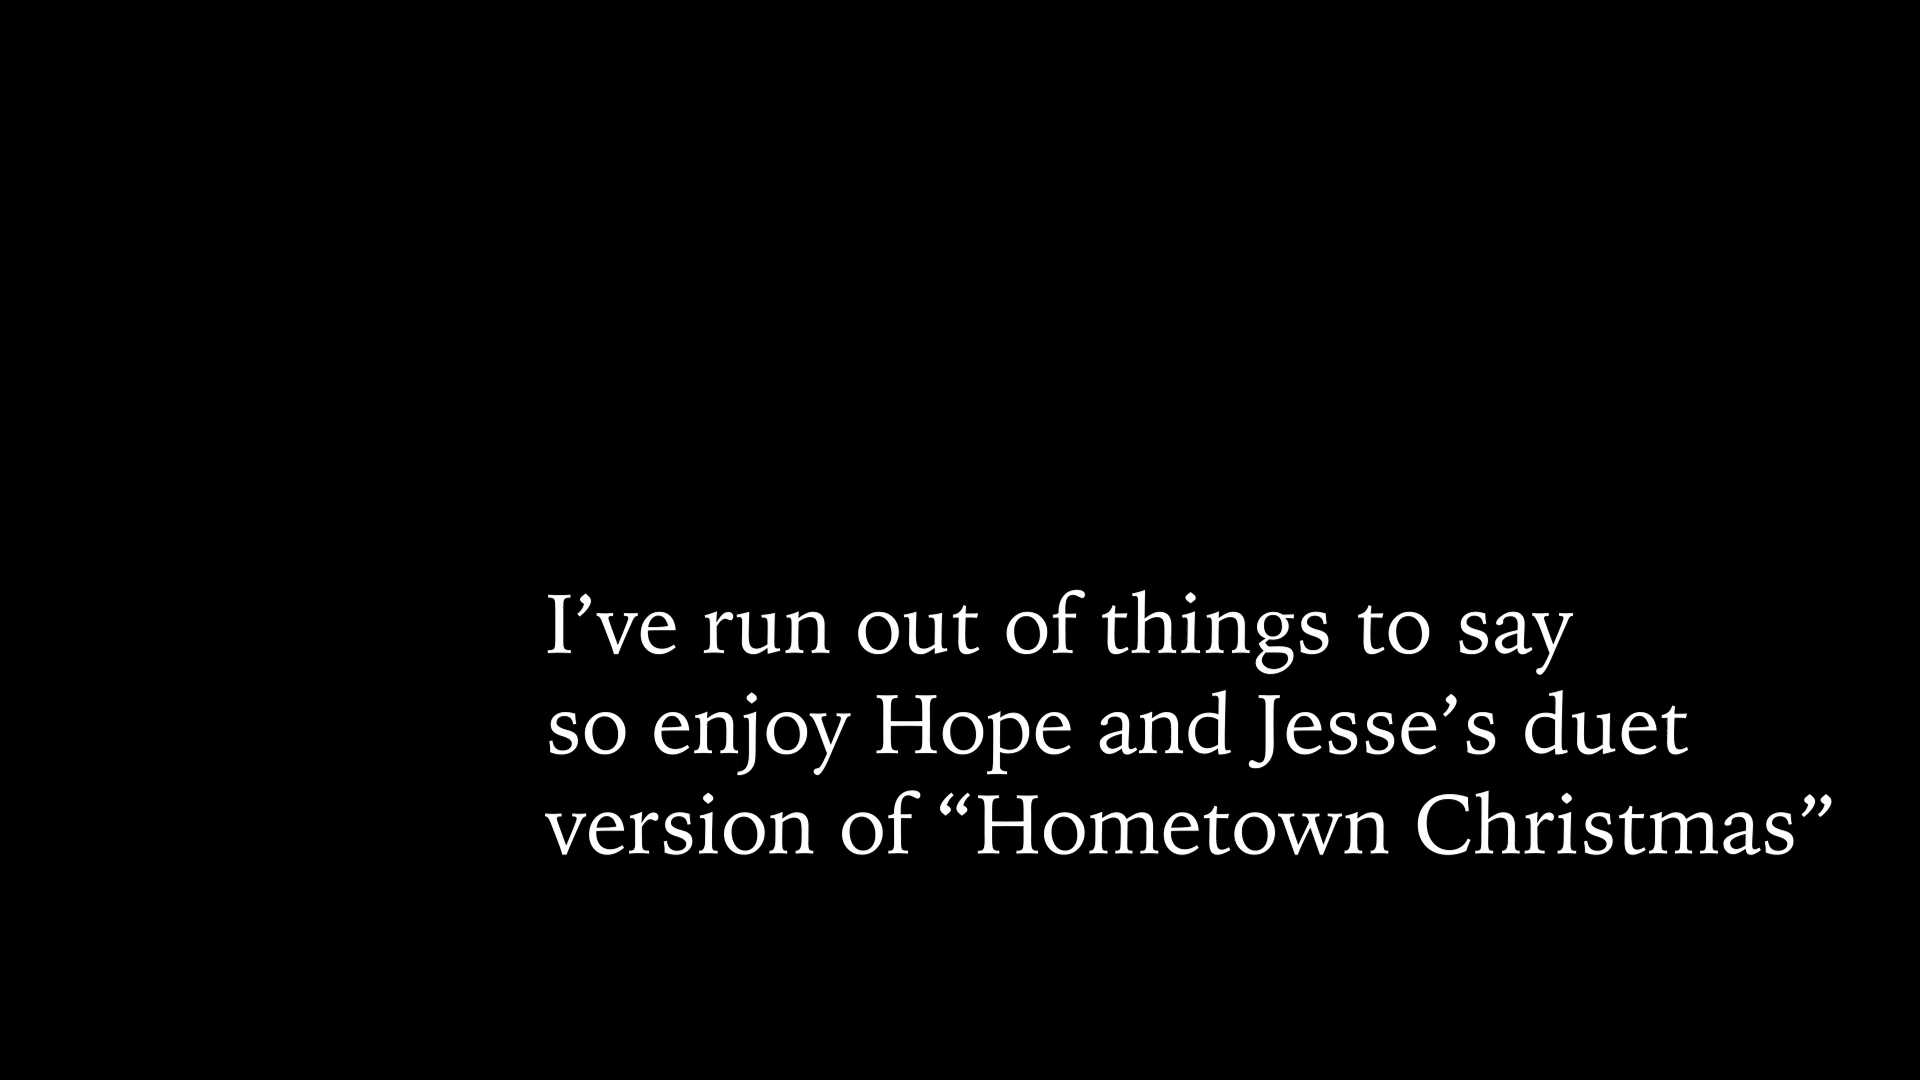 I’ve run out of things to say
so enjoy Hope and Jesse’s duet
version of “Hometown Christmas”